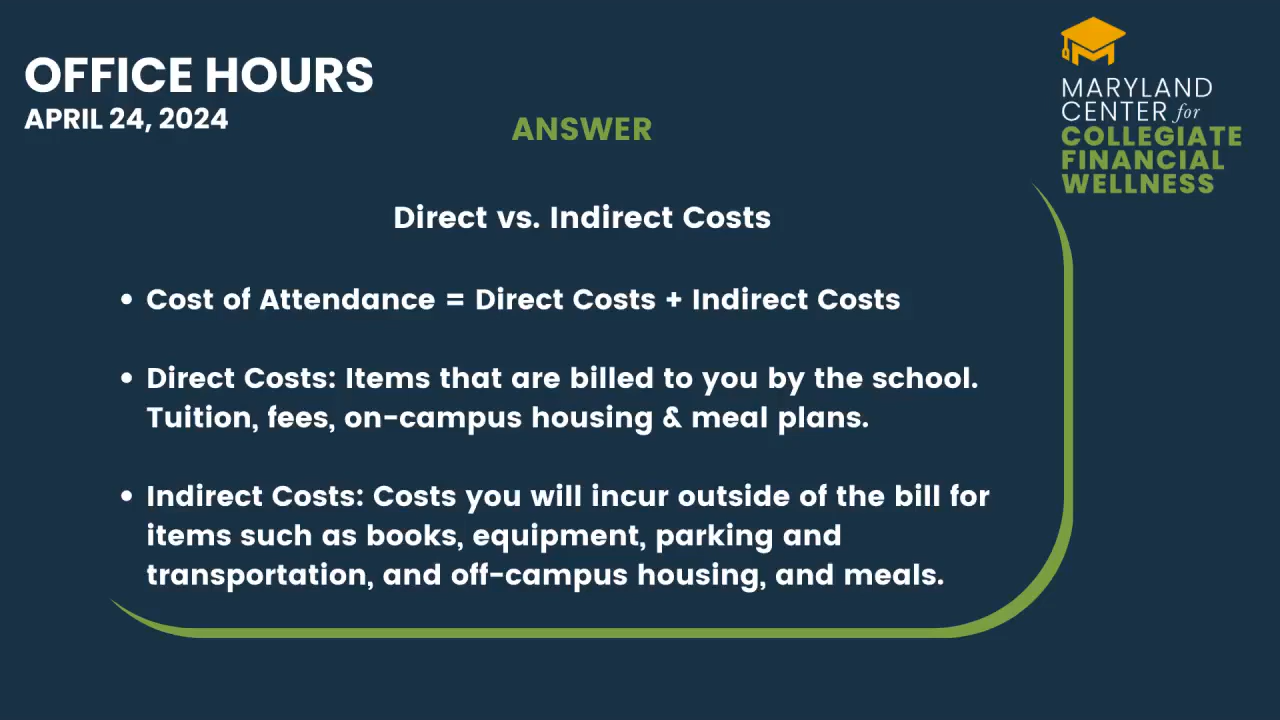 OFFICE HOURS
APRIL 24, 2024
MARYLAND
CENTER for
COLLEGIATE
FINANCIAL
WELLNESS
ANSWER
Direct vs. Indirect Costs
• Cost of Attendance = Direct Costs + Indirect Costs
• Direct Costs: Items that are billed to you by the school.
Tuition, fees, on-campus housing & meal plans.
• Indirect Costs: Costs you will incur outside of the bill for
items such as books, equipment, parking and
transportation, and off-campus housing, and meals.